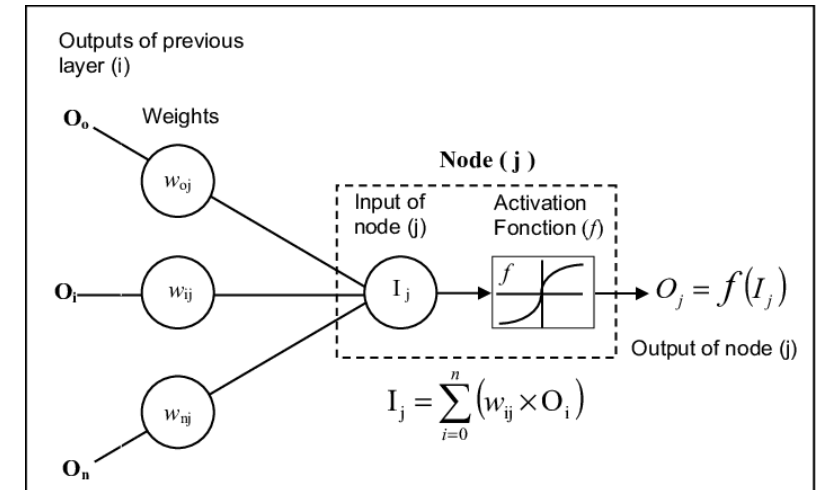 Outputs of previous
layer (i)
Oₒ
Weights
wₒⱼ
Node ( j )
Input of
node (j)
Activation
Fonction (f)
Oᵢ
wᵢⱼ
Iⱼ
f
Oⱼ = f(Iⱼ)
Output of node (j)
Iⱼ = ∑ⁿᵢ₌₀ (wᵢⱼ × Oᵢ)
wₙⱼ
Oₙ